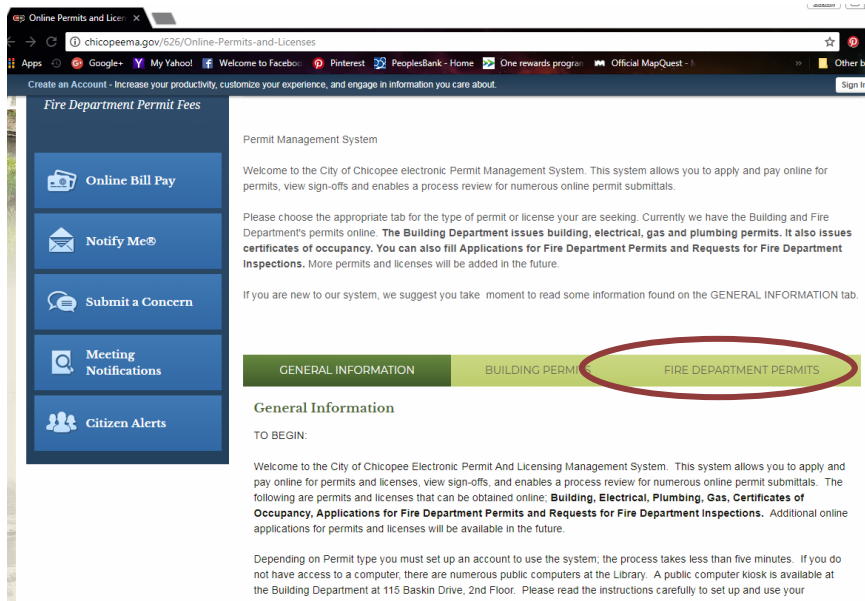 Online Permits and Licen
chicopeema.gov/626/Online-Permits-and-Licenses
Apps Google+ My Yahoo! Welcome to Faceboo Pinterest PeoplesBank - Home One rewards progran Official MapQuest - » Other b
Create an Account - Increase your productivity, customize your experience, and engage in information you care about. Sign In
Fire Department Permit Fees
Online Bill Pay
Notify Me®
Submit a Concern
Meeting
Notifications
Citizen Alerts
Permit Management System
Welcome to the City of Chicopee electronic Permit Management System. This system allows you to apply and pay online for
permits, view sign-offs and enables a process review for numerous online permit submittals.
Please choose the appropriate tab for the type of permit or license your are seeking. Currently we have the Building and Fire
Department's permits online. The Building Department issues building, electrical, gas and plumbing permits. It also issues
certificates of occupancy. You can also fill Applications for Fire Department Permits and Requests for Fire Department
Inspections. More permits and licenses will be added in the future.
If you are new to our system, we suggest you take moment to read some information found on the GENERAL INFORMATION tab.
GENERAL INFORMATION BUILDING PERMITS FIRE DEPARTMENT PERMITS
General Information
TO BEGIN:
Welcome to the City of Chicopee Electronic Permit And Licensing Management System. This system allows you to apply and
pay online for permits and licenses, view sign-offs, and enables a process review for numerous online permit submittals. The
following are permits and licenses that can be obtained online; Building, Electrical, Plumbing, Gas, Certificates of
Occupancy, Applications for Fire Department Permits and Requests for Fire Department Inspections. Additional online
applications for permits and licenses will be available in the future.
Depending on Permit type you must set up an account to use the system; the process takes less than five minutes. If you do
not have access to a computer, there are numerous public computers at the Library. A public computer kiosk is available at
the Building Department at 115 Baskin Drive, 2nd Floor. Please read the instructions carefully to set up and use your